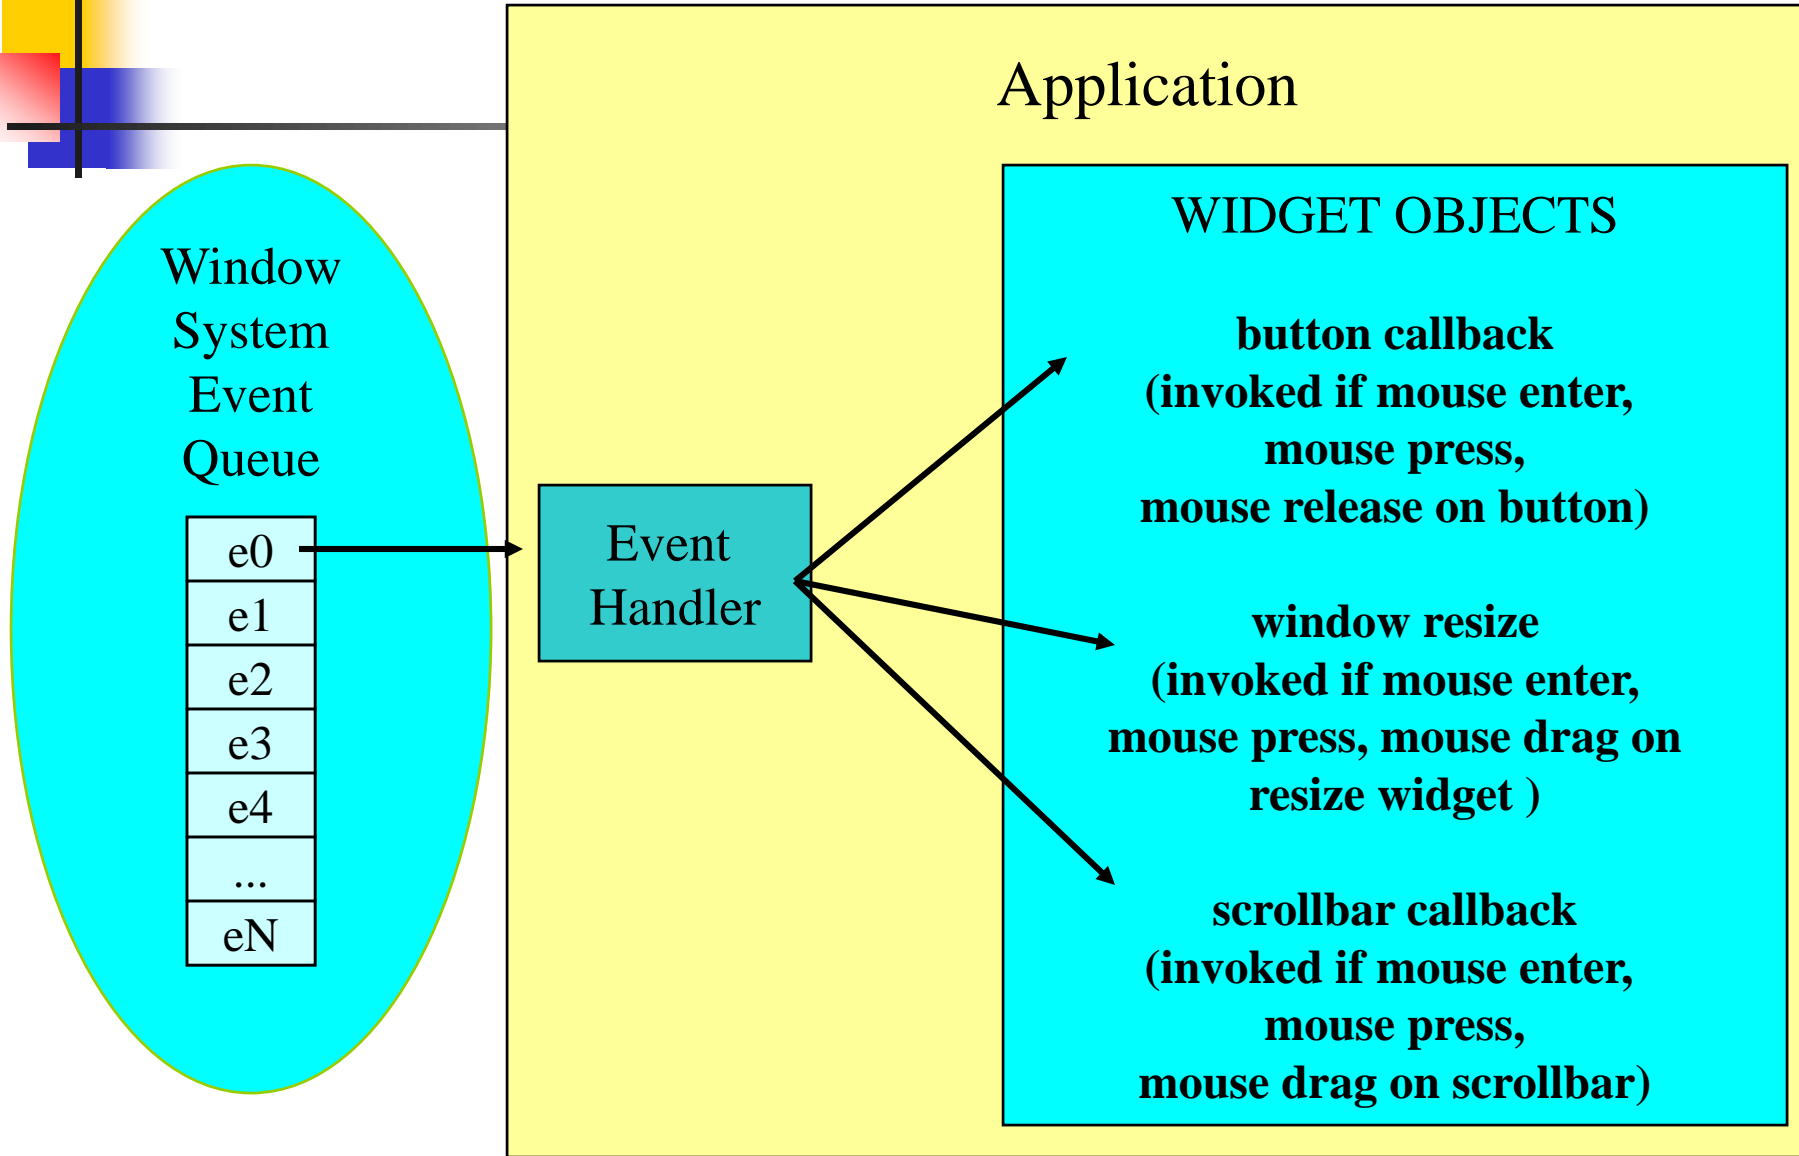 Application
Window
System
Event
Queue
e0
e1
e2
e3
e4
...
eN
Event
Handler
WIDGET OBJECTS
button callback
(invoked if mouse enter,
mouse press,
mouse release on button)
window resize
(invoked if mouse enter,
mouse press, mouse drag on
resize widget )
scrollbar callback
(invoked if mouse enter,
mouse press,
mouse drag on scrollbar)